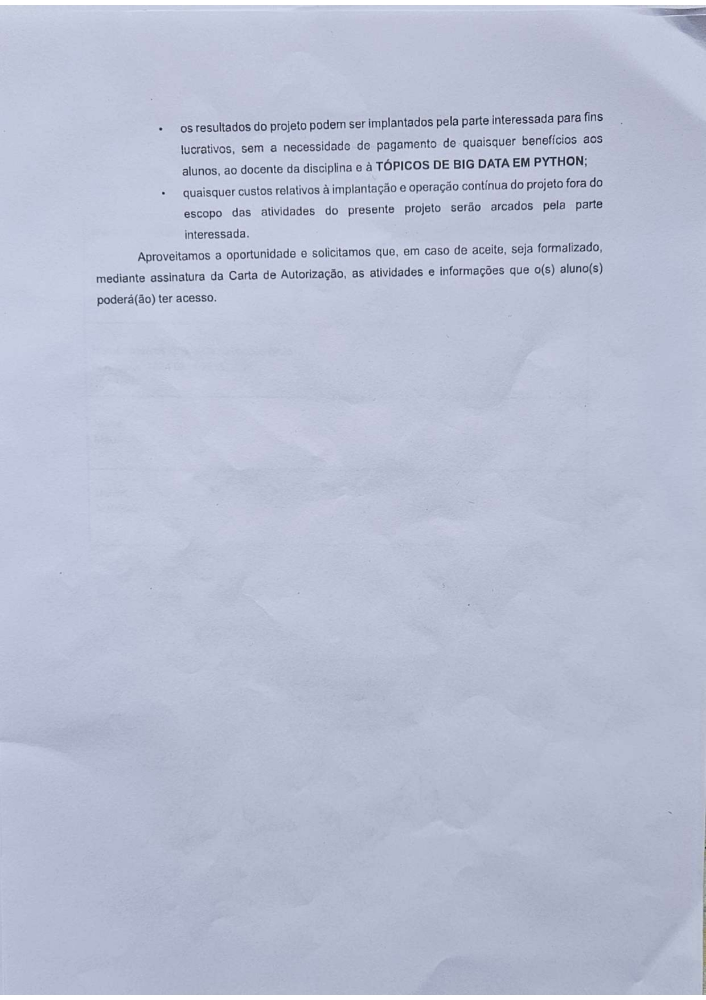 • os resultados do projeto podem ser implantados pela parte interessada para fins
lucrativos, sem a necessidade de pagamento de quaisquer benefícios aos
alunos, ao docente da disciplina e à TÓPICOS DE BIG DATA EM PYTHON;
• quaisquer custos relativos à implantação e operação contínua do projeto fora do
escopo das atividades do presente projeto serão arcados pela parte
interessada.
Aproveitamos a oportunidade e solicitamos que, em caso de aceite, seja formalizado,
mediante assinatura da Carta de Autorização, as atividades e informações que o(s) aluno(s)
poderá(ão) ter acesso.